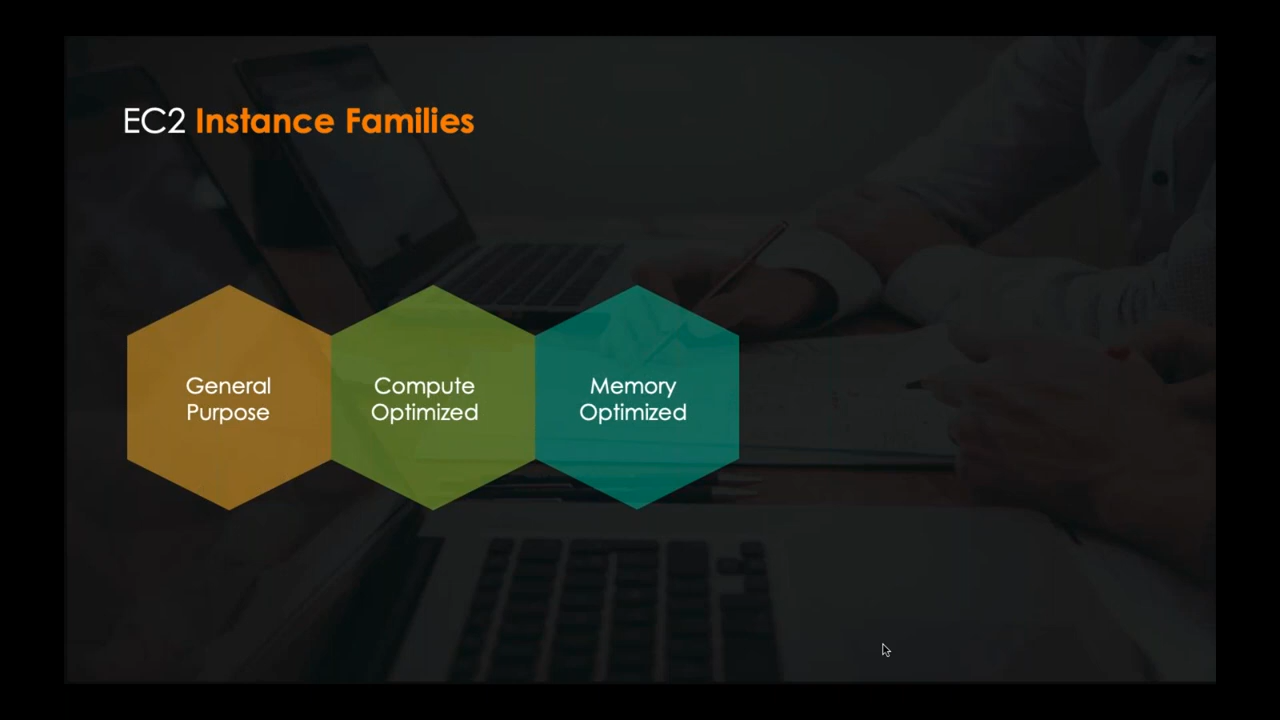 EC2 Instance Families
General
Purpose
Compute
Optimized
Memory
Optimized